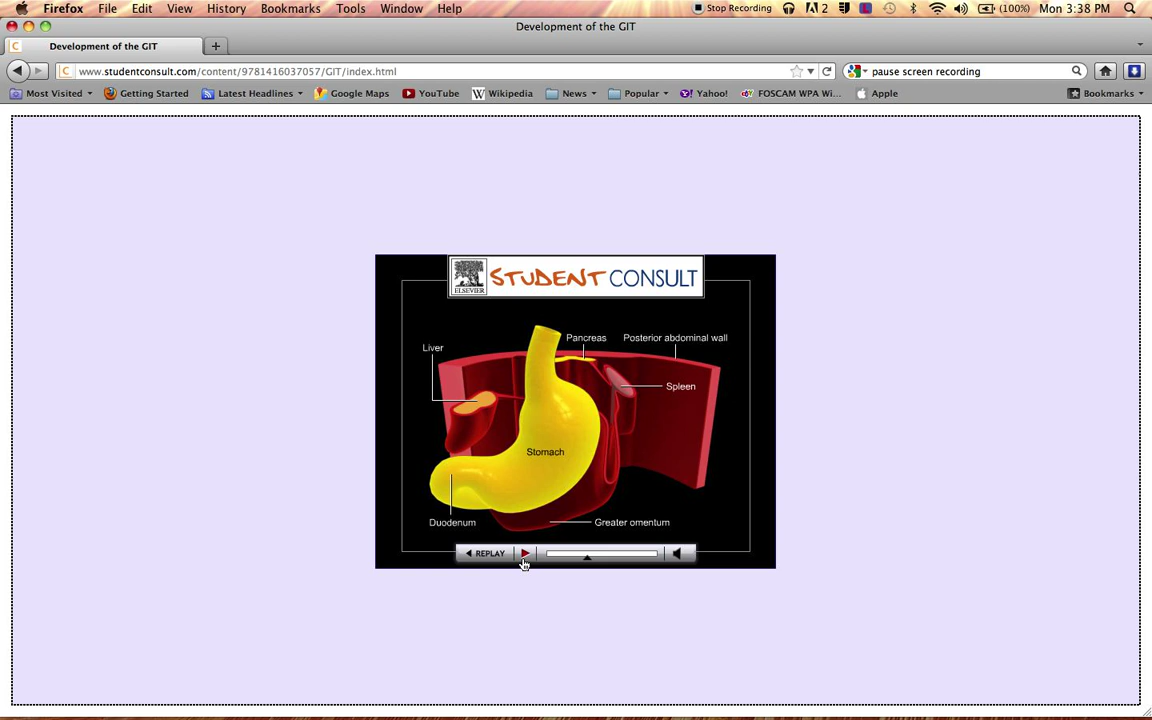 Firefox File Edit View History Bookmarks Tools Window Help Stop Recording 2 (100%) Mon 3:38 PM
Development of the GIT
Development of the GIT
www.studentconsult.com/content/9781416037057/GIT/index.html pause screen recording
Most Visited Getting Started Latest Headlines Google Maps YouTube Wikipedia News Popular Yahoo! FOSCAM WPA Wi... Apple Bookmarks
ELSEVIER STUDENT CONSULT
Pancreas Posterior abdominal wall
Liver
Spleen
Stomach
Duodenum Greater omentum
REPLAY